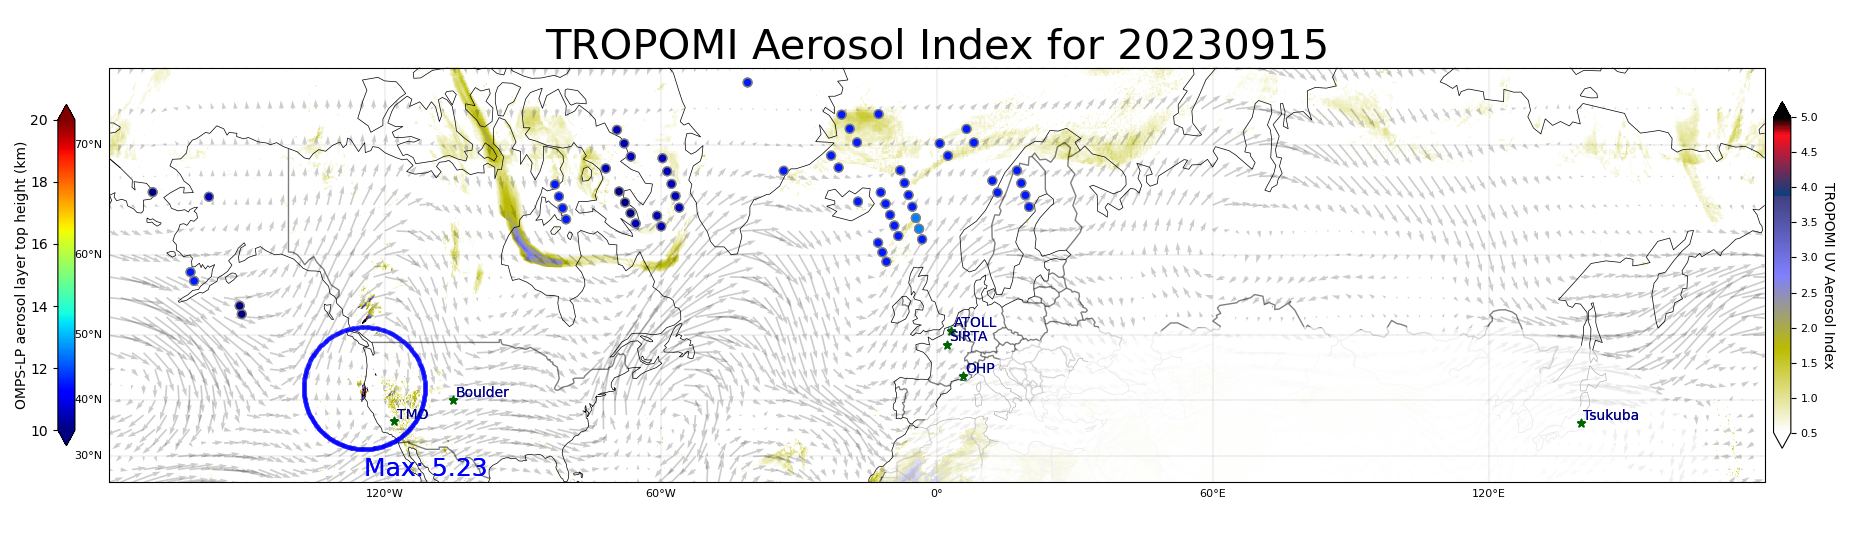 TROPOMI Aerosol Index for 20230915
OMPS-LP aerosol layer top height (km)
20
18
16
14
12
10
70°N
60°N
50°N
40°N
30°N
120°W
60°W
0°
60°E
120°E
ATOLL
SIRTA
OHP
Boulder
TMO
Tsukuba
Max: 5.23
5.0
4.5
4.0
3.5
3.0
2.5
2.0
1.5
1.0
0.5
TROPOMI UV Aerosol Index